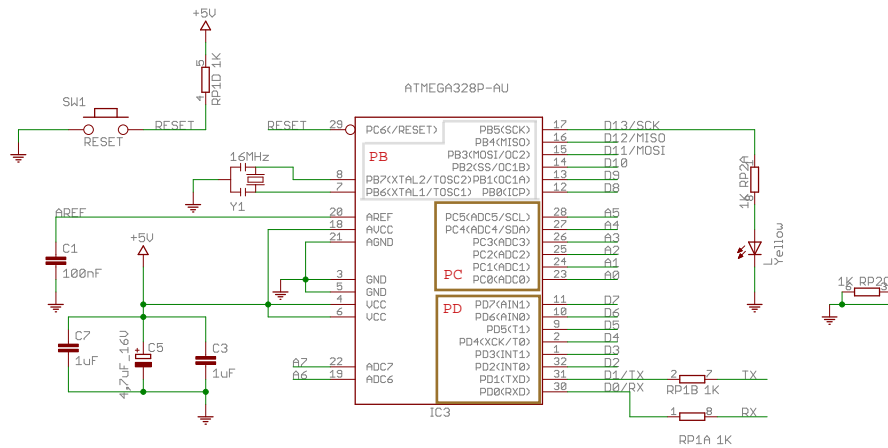 +5V
5
RP1D 1K
4
ATMEGA328P-AU
SW1
RESET
RESET
RESET
29
PC6(/RESET)
PB5(SCK)
17
D13/SCK
PB4(MISO)
16
D12/MISO
PB
PB3(MOSI/OC2)
15
D11/MOSI
16MHz
PB2(SS/OC1B)
14
D10
8
PB7(XTAL2/TOSC2)
PB1(OC1A)
13
D9
7
PB6(XTAL1/TOSC1)
PB0(ICP)
12
D8
Y1
1K RP2A
1
8
AREF
20
AREF
PC5(ADC5/SCL)
28
A5
18
AVCC
PC4(ADC4/SDA)
27
A4
21
AGND
PC3(ADC3)
26
A3
+5V
PC2(ADC2)
25
A2
C1
PC1(ADC1)
24
A1
100nF
3
GND
PC
PC0(ADC0)
23
A0
L
Yellow
5
GND
4
VCC
PD7(AIN1)
11
D7
6
VCC
PD
PD6(AIN0)
10
D6
PD5(T1)
9
D5
PD4(XCK/T0)
2
D4
PD3(INT1)
1
D3
22
A7
ADC7
PD2(INT0)
32
D2
19
A6
ADC6
PD1(TXD)
31
D1/TX
2
7
TX
PD0(RXD)
30
D0/RX
RP1B 1K
C7
1uF
+
C5
4,7uF_16V
C3
1uF
IC3
1
8
RX
RP1A 1K
1K RP2C
6
3